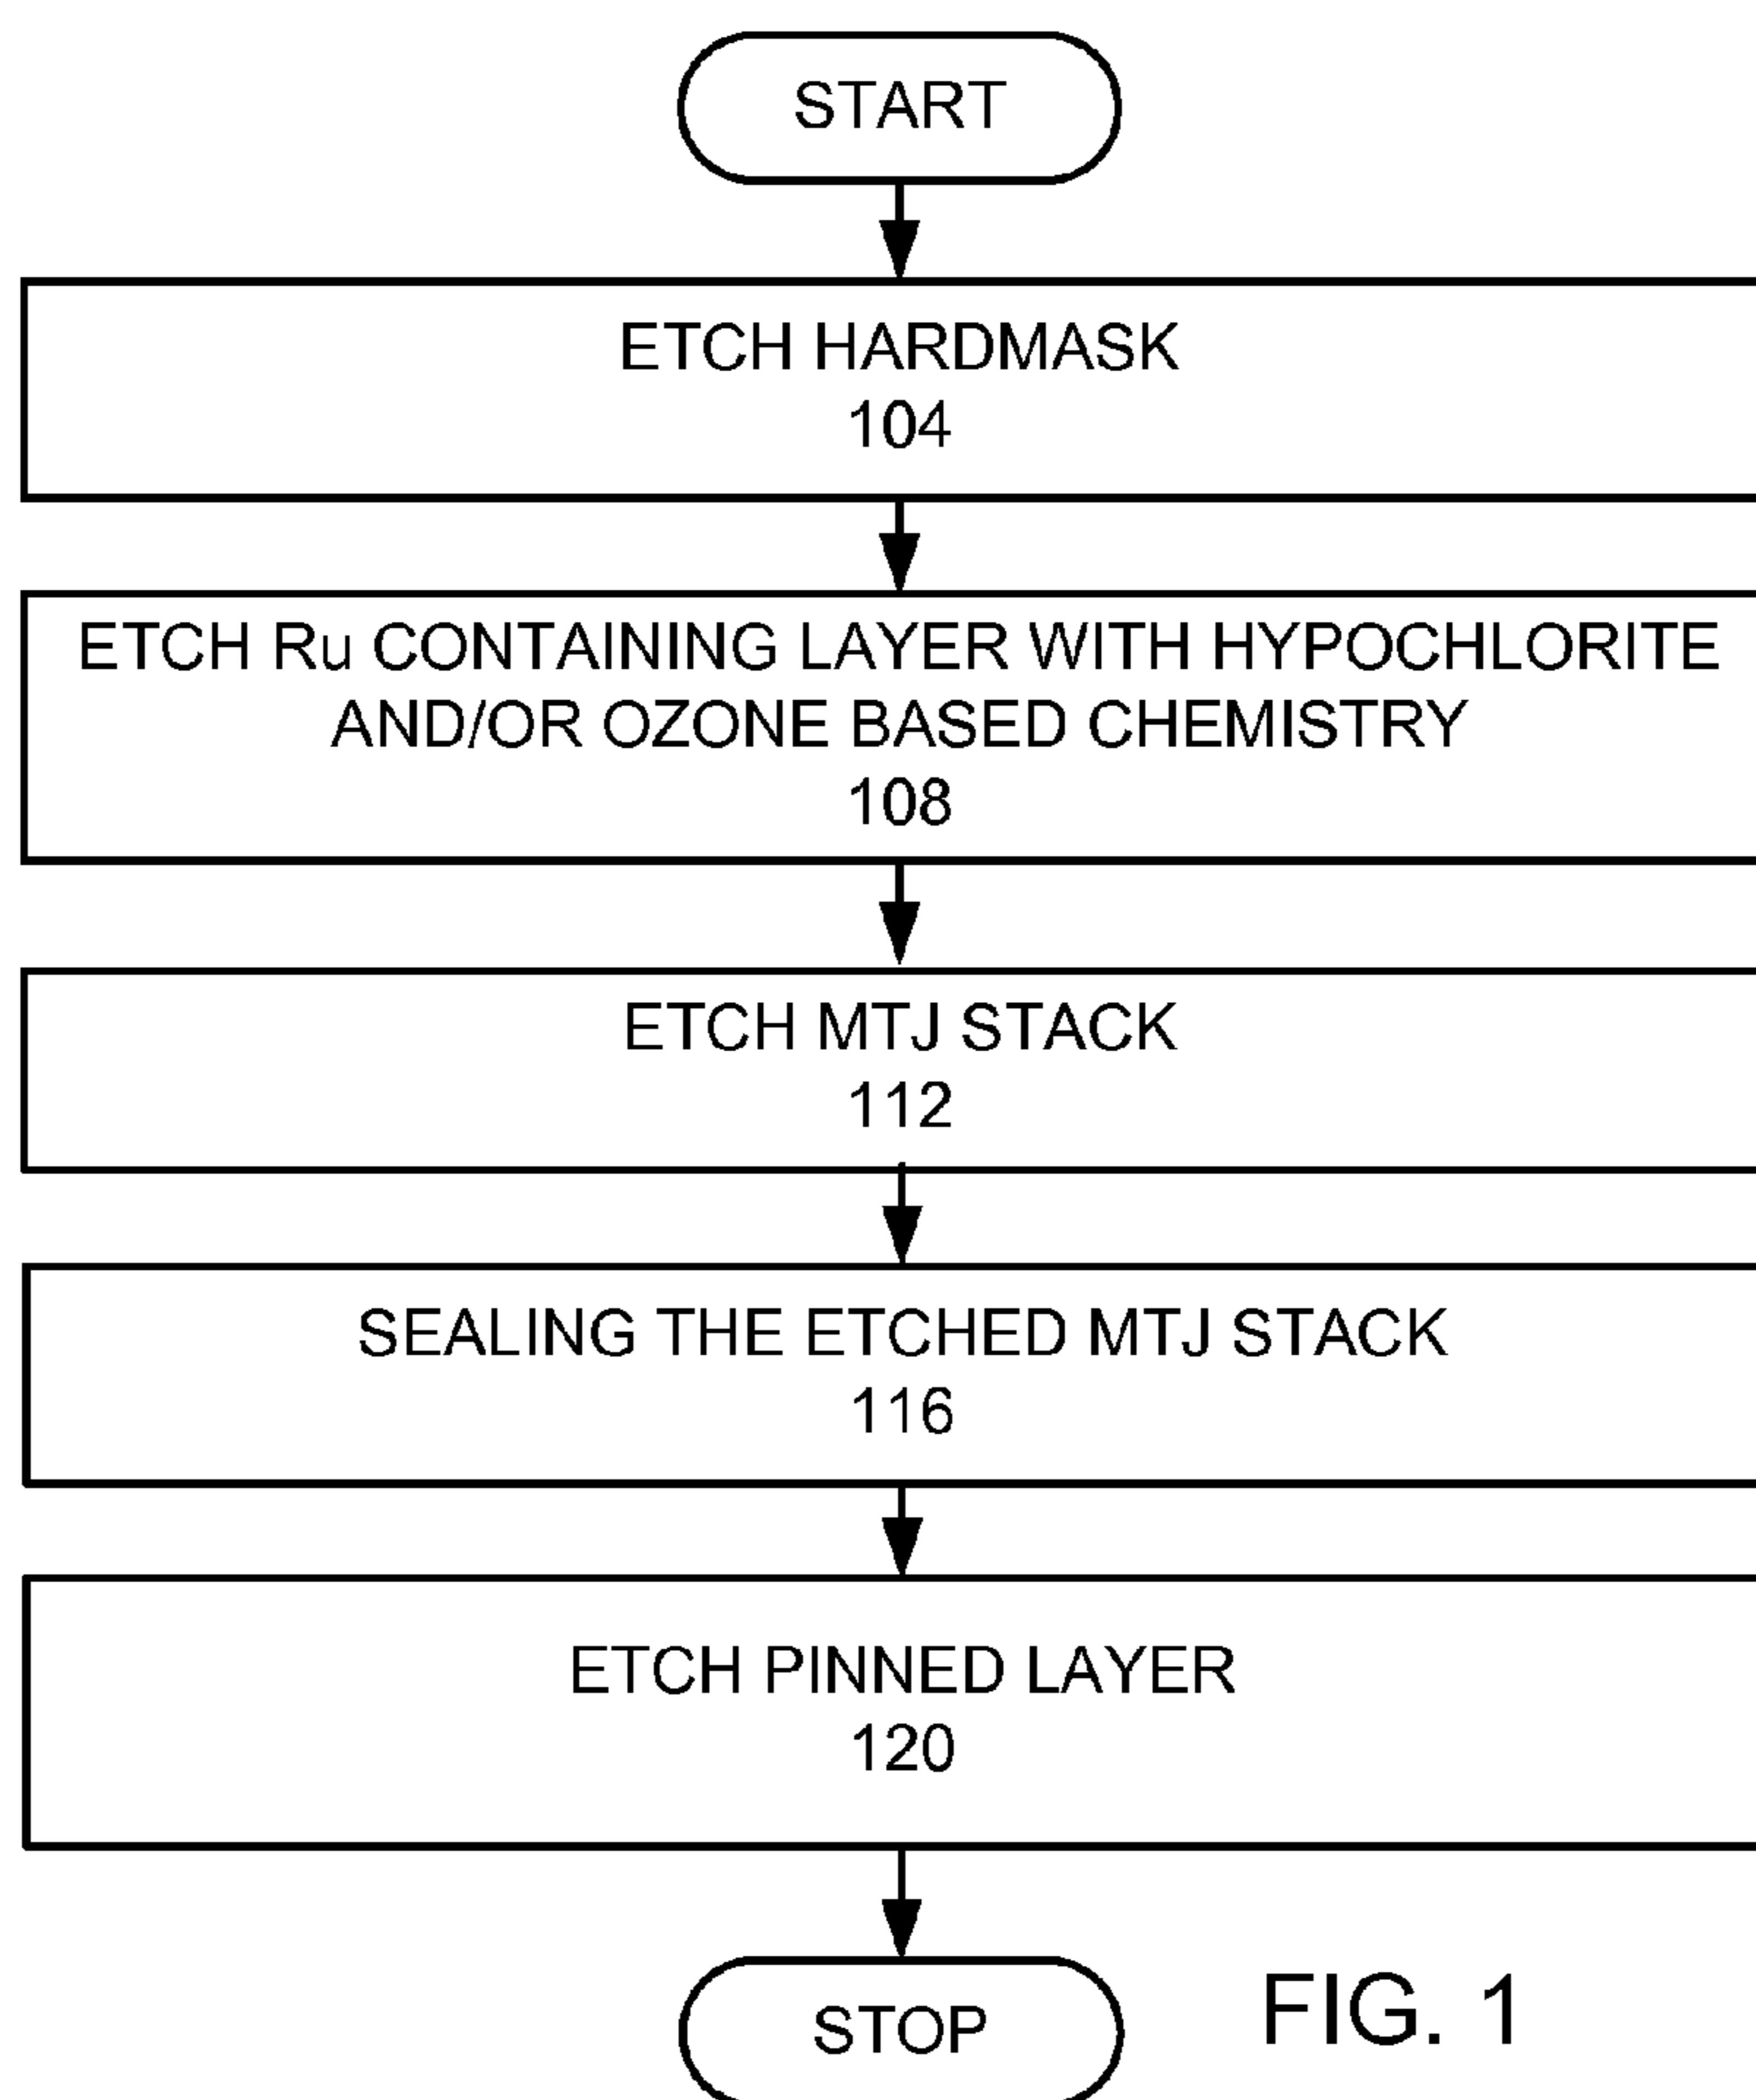 START
ETCH HARDMASK
104
ETCH Ru CONTAINING LAYER WITH HYPOCHLORITE
AND/OR OZONE BASED CHEMISTRY
108
ETCH MTJ STACK
112
SEALING THE ETCHED MTJ STACK
116
ETCH PINNED LAYER
120
STOP
FIG. 1